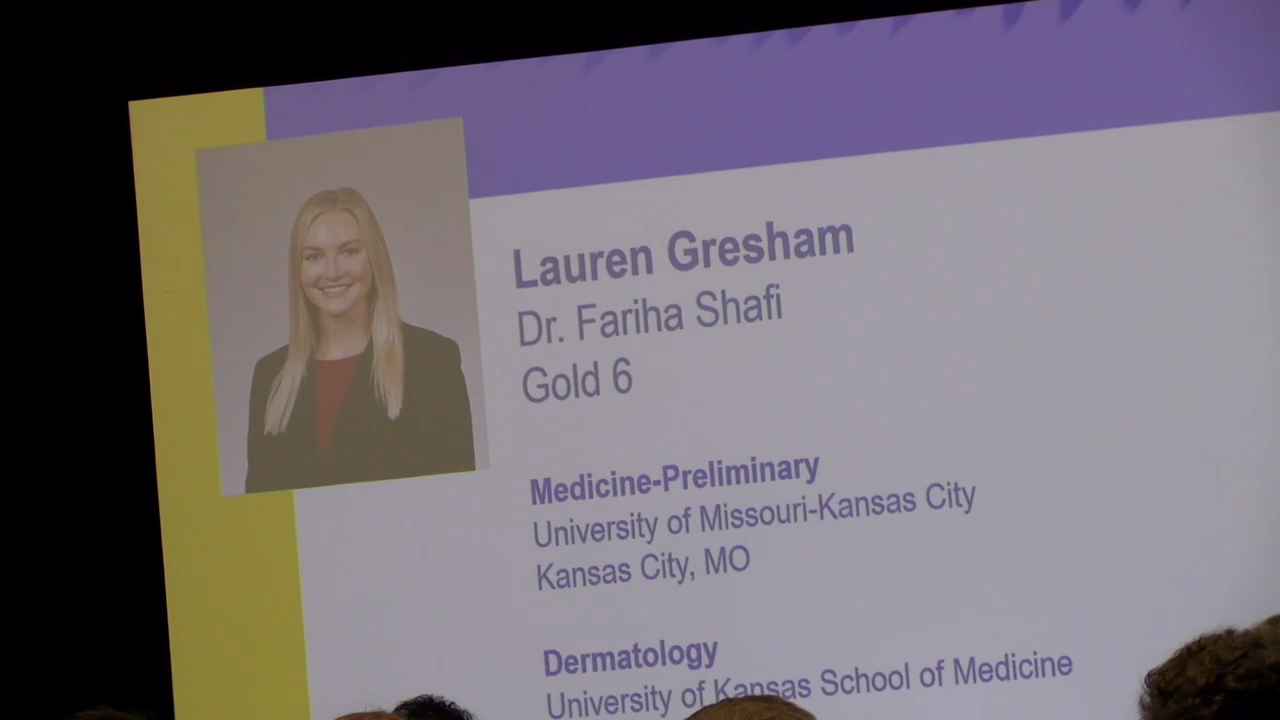 Lauren Gresham
Dr. Fariha Shafi
Gold 6
Medicine-Preliminary
University of Missouri-Kansas City
Kansas City, MO
Dermatology
University of Kansas School of Medicine